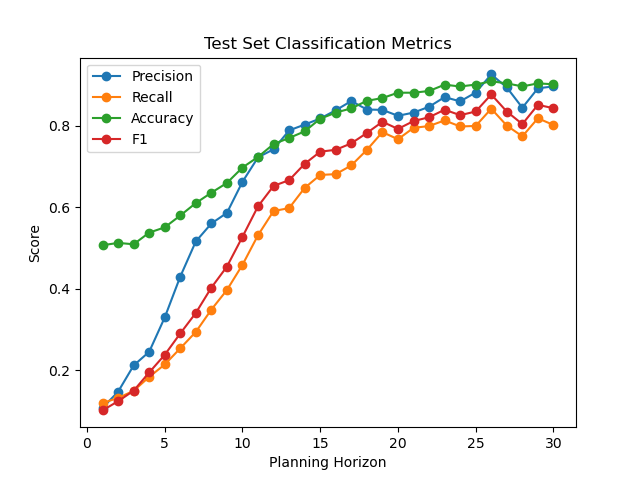 Test Set Classification Metrics
Precision
Recall
Accuracy
F1
Score
0.8
0.6
0.4
0.2
0 5 10 15 20 25 30
Planning Horizon